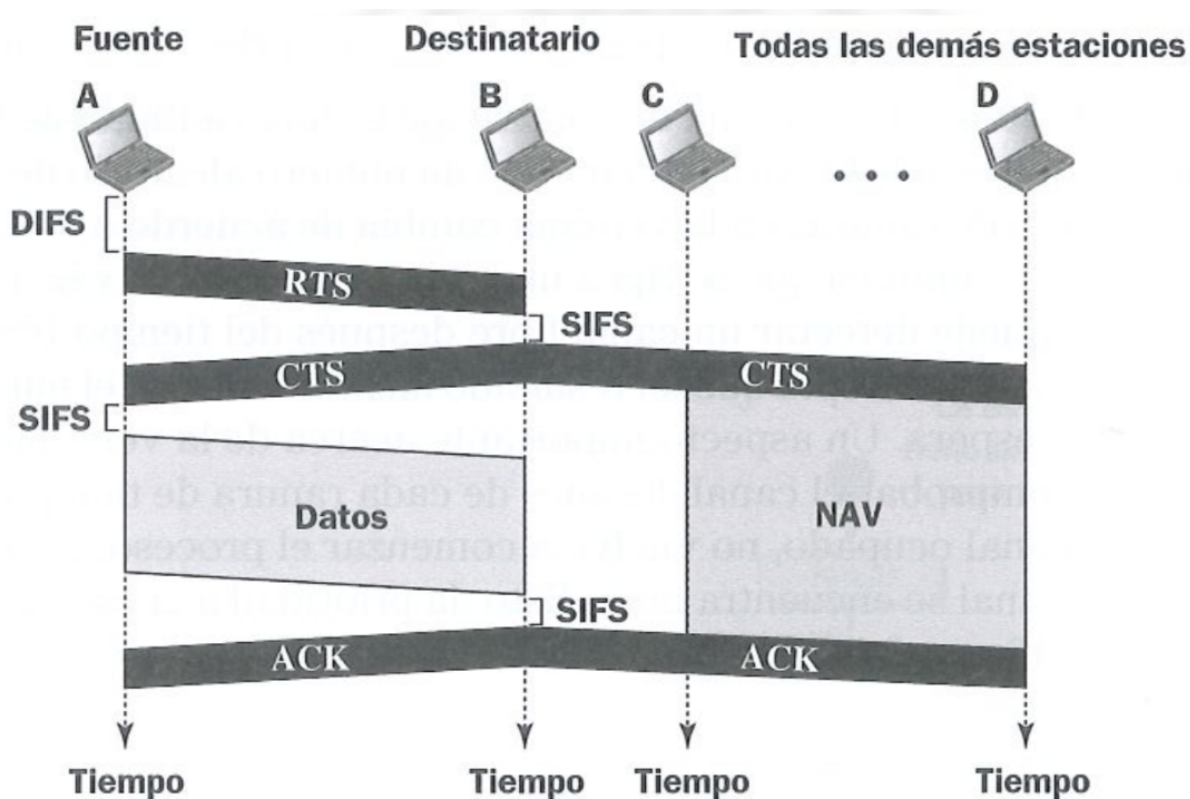 Fuente
Destinatario
Todas las demás estaciones
A
B
C
D
DIFS
RTS
SIFS
CTS
CTS
SIFS
Datos
NAV
SIFS
ACK
ACK
Tiempo
Tiempo
Tiempo
Tiempo